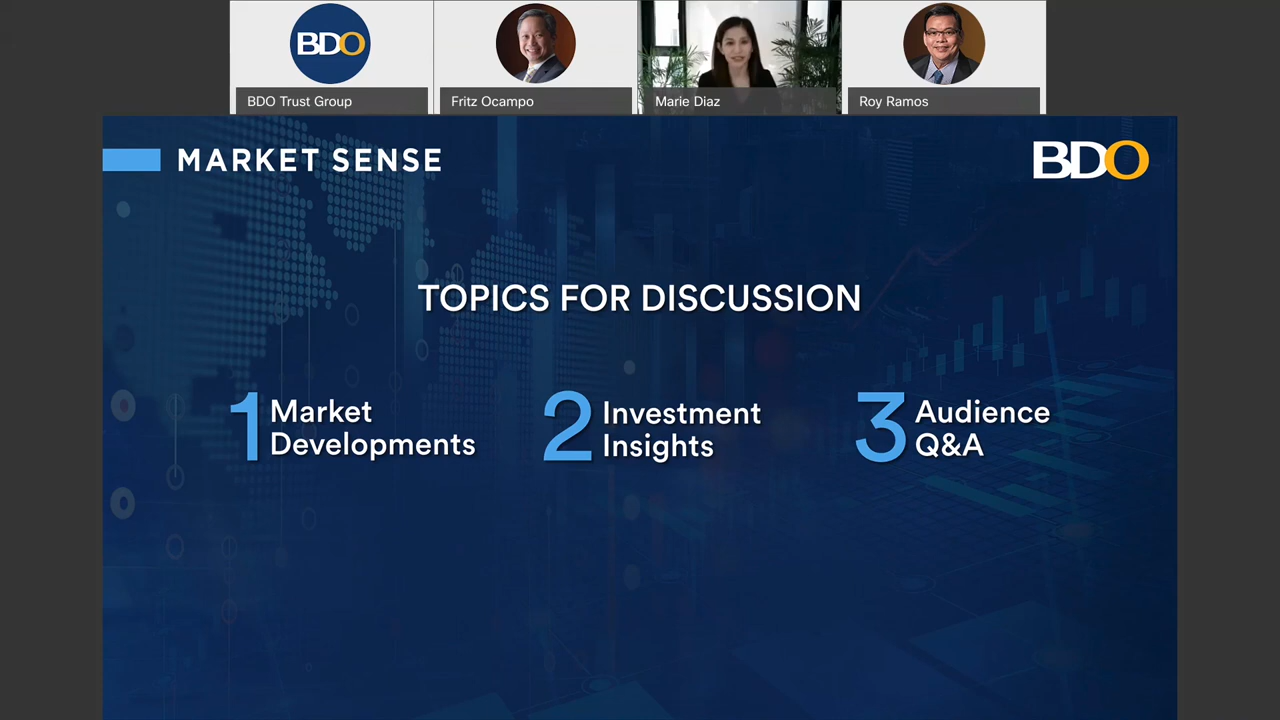 BDO
BDO Trust Group
Fritz Ocampo
Marie Diaz
Roy Ramos
MARKET SENSE
BDO
TOPICS FOR DISCUSSION
1 Market
Developments
2 Investment
Insights
3 Audience
Q&A